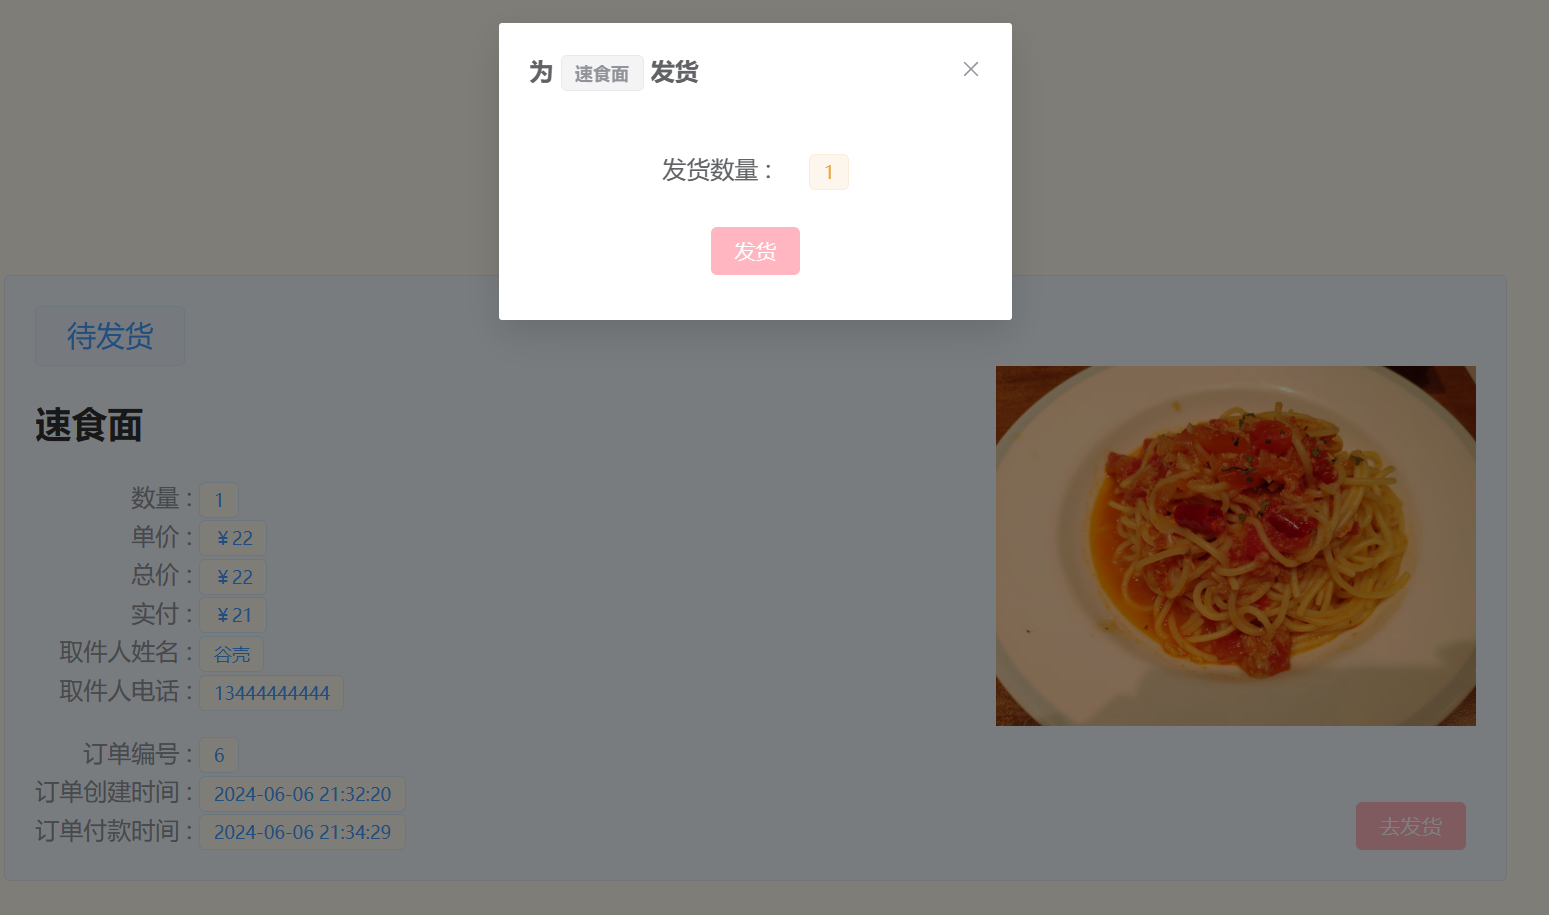 为 速食面 发货
发货数量： 1
发货
待发货
速食面
数量： 1
单价： ¥22
总价： ¥22
实付： ¥21
取件人姓名： 谷壳
取件人电话： 13444444444
订单编号： 6
订单创建时间： 2024-06-06 21:32:20
订单付款时间： 2024-06-06 21:34:29
去发货